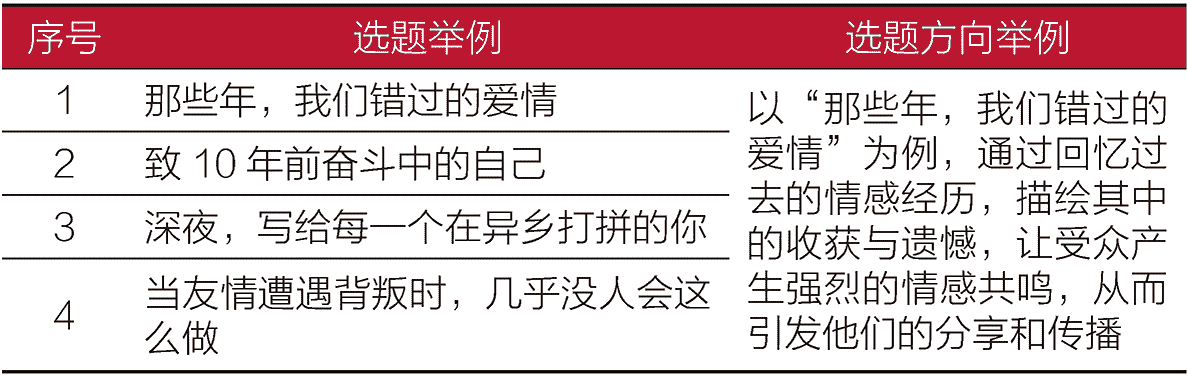 序号 选题举例 选题方向举例
1 那些年，我们错过的爱情
2 致 10 年前奋斗中的自己
3 深夜，写给每一个在异乡打拼的你
4 当友情遭遇背叛时，几乎没人会这
么做
以“那些年，我们错过的
爱情”为例，通过回忆过
去的情感经历，描绘其中
的收获与遗憾，让受众产
生强烈的情感共鸣，从而
引发他们的分享和传播